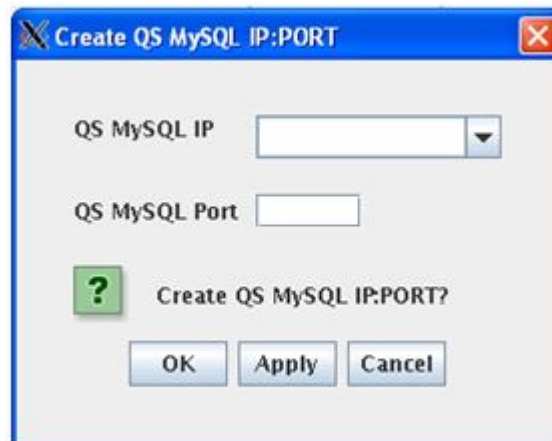 Create QS MySQL IP:PORT
QS MySQL IP
QS MySQL Port
? Create QS MySQL IP:PORT?
OK Apply Cancel